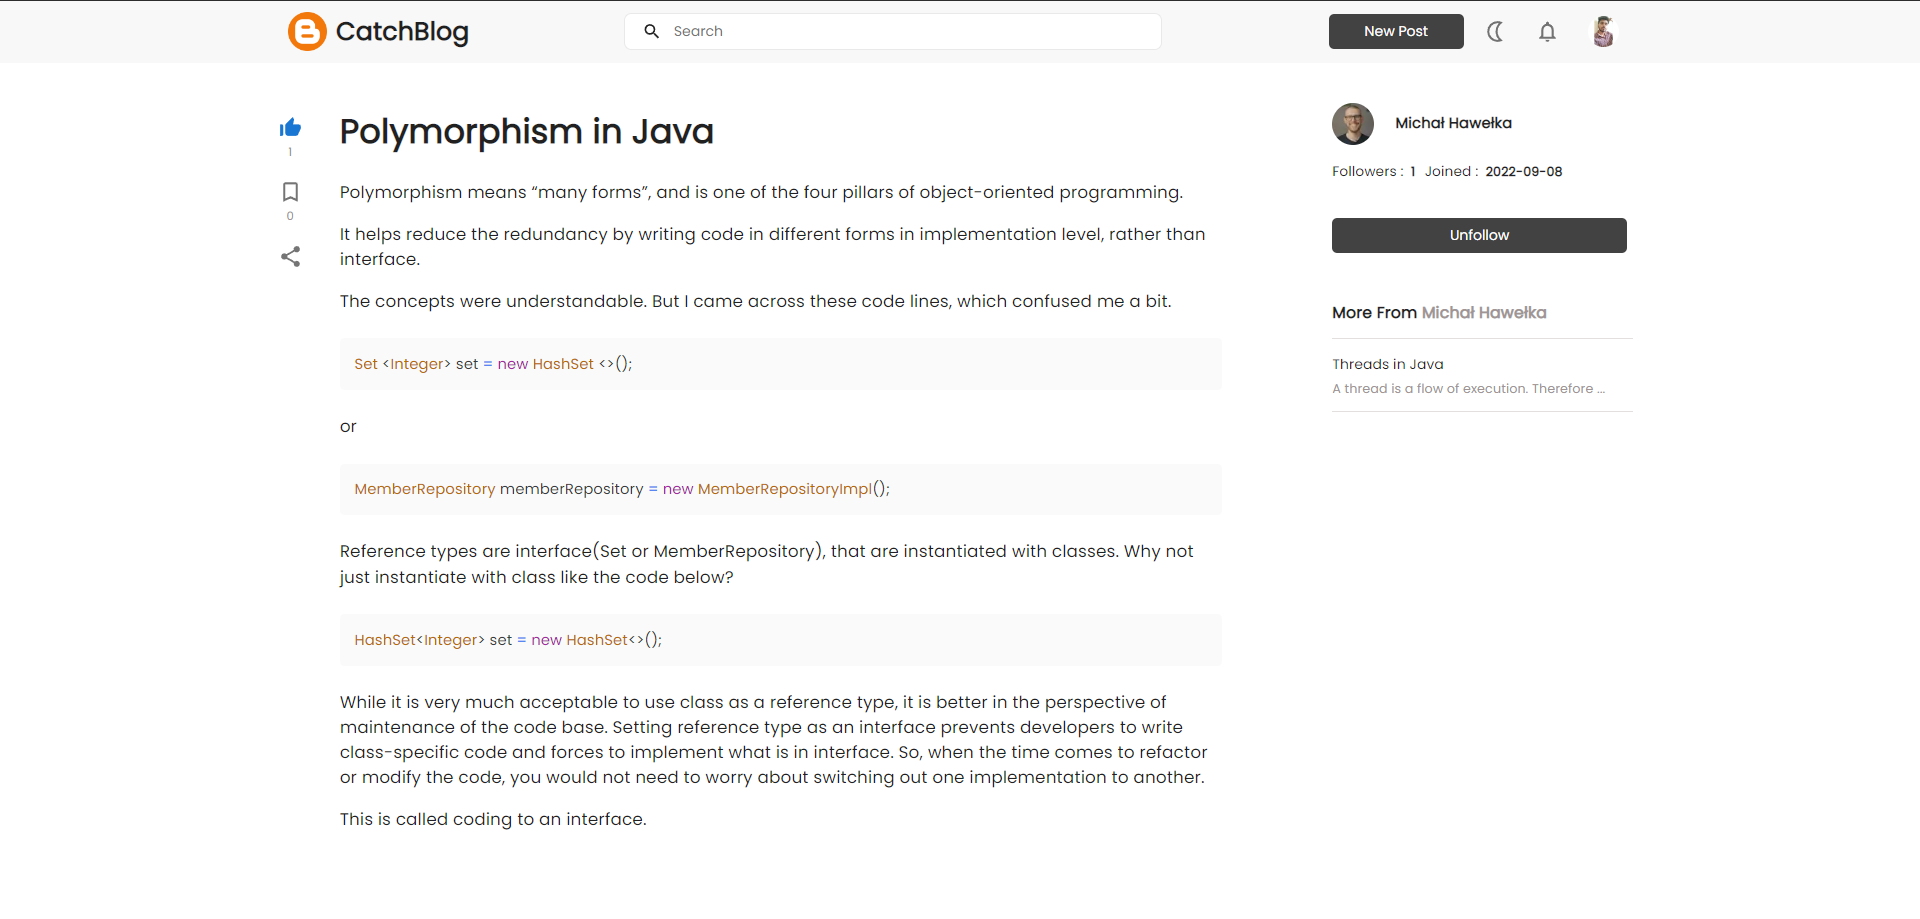 CatchBlog
Search
New Post
1
0
Polymorphism in Java
Polymorphism means “many forms”, and is one of the four pillars of object-oriented programming.
It helps reduce the redundancy by writing code in different forms in implementation level, rather than
interface.
The concepts were understandable. But I came across these code lines, which confused me a bit.
Set <Integer> set = new HashSet <>();
or
MemberRepository memberRepository = new MemberRepositoryImpl();
Reference types are interface(Set or MemberRepository), that are instantiated with classes. Why not
just instantiate with class like the code below?
HashSet<Integer> set = new HashSet<>();
While it is very much acceptable to use class as a reference type, it is better in the perspective of
maintenance of the code base. Setting reference type as an interface prevents developers to write
class-specific code and forces to implement what is in interface. So, when the time comes to refactor
or modify the code, you would not need to worry about switching out one implementation to another.
This is called coding to an interface.
Michał Hawełka
Followers : 1 Joined : 2022-09-08
Unfollow
More From Michał Hawełka
Threads in Java
A thread is a flow of execution. Therefore ...